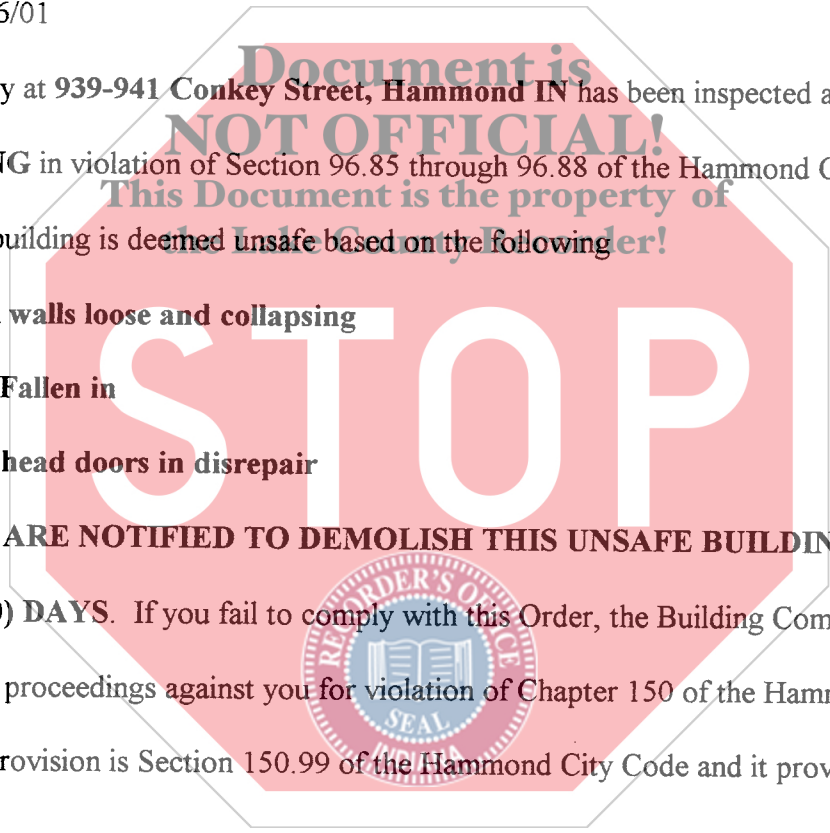 6/01
Document is
y at 939-941 Conkey Street, Hammond IN has been inspected a
NOT OFFICIAL!
NG in violation of Section 96.85 through 96.88 of the Hammond C
This Document is the property of
building is deemed unsafe based on the following
the Lake County Recorder!
walls loose and collapsing
Fallen in
head doors in disrepair
STOP
ARE NOTIFIED TO DEMOLISH THIS UNSAFE BUILDIN
) DAYS. If you fail to comply with this Order, the Building Com
proceedings against you for violation of Chapter 150 of the Hamm
rovision is Section 150.99 of the Hammond City Code and it prov
RECORDER'S OFFICE
SEAL
INDIANA